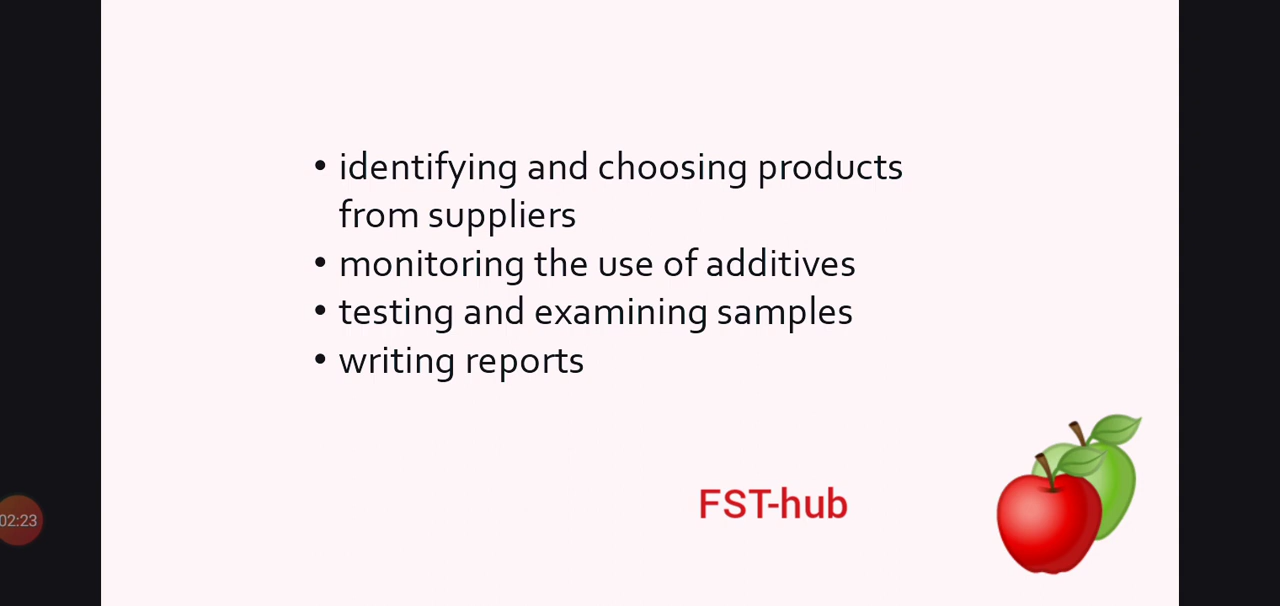 • identifying and choosing products
from suppliers
• monitoring the use of additives
• testing and examining samples
• writing reports
FST-hub
02:23